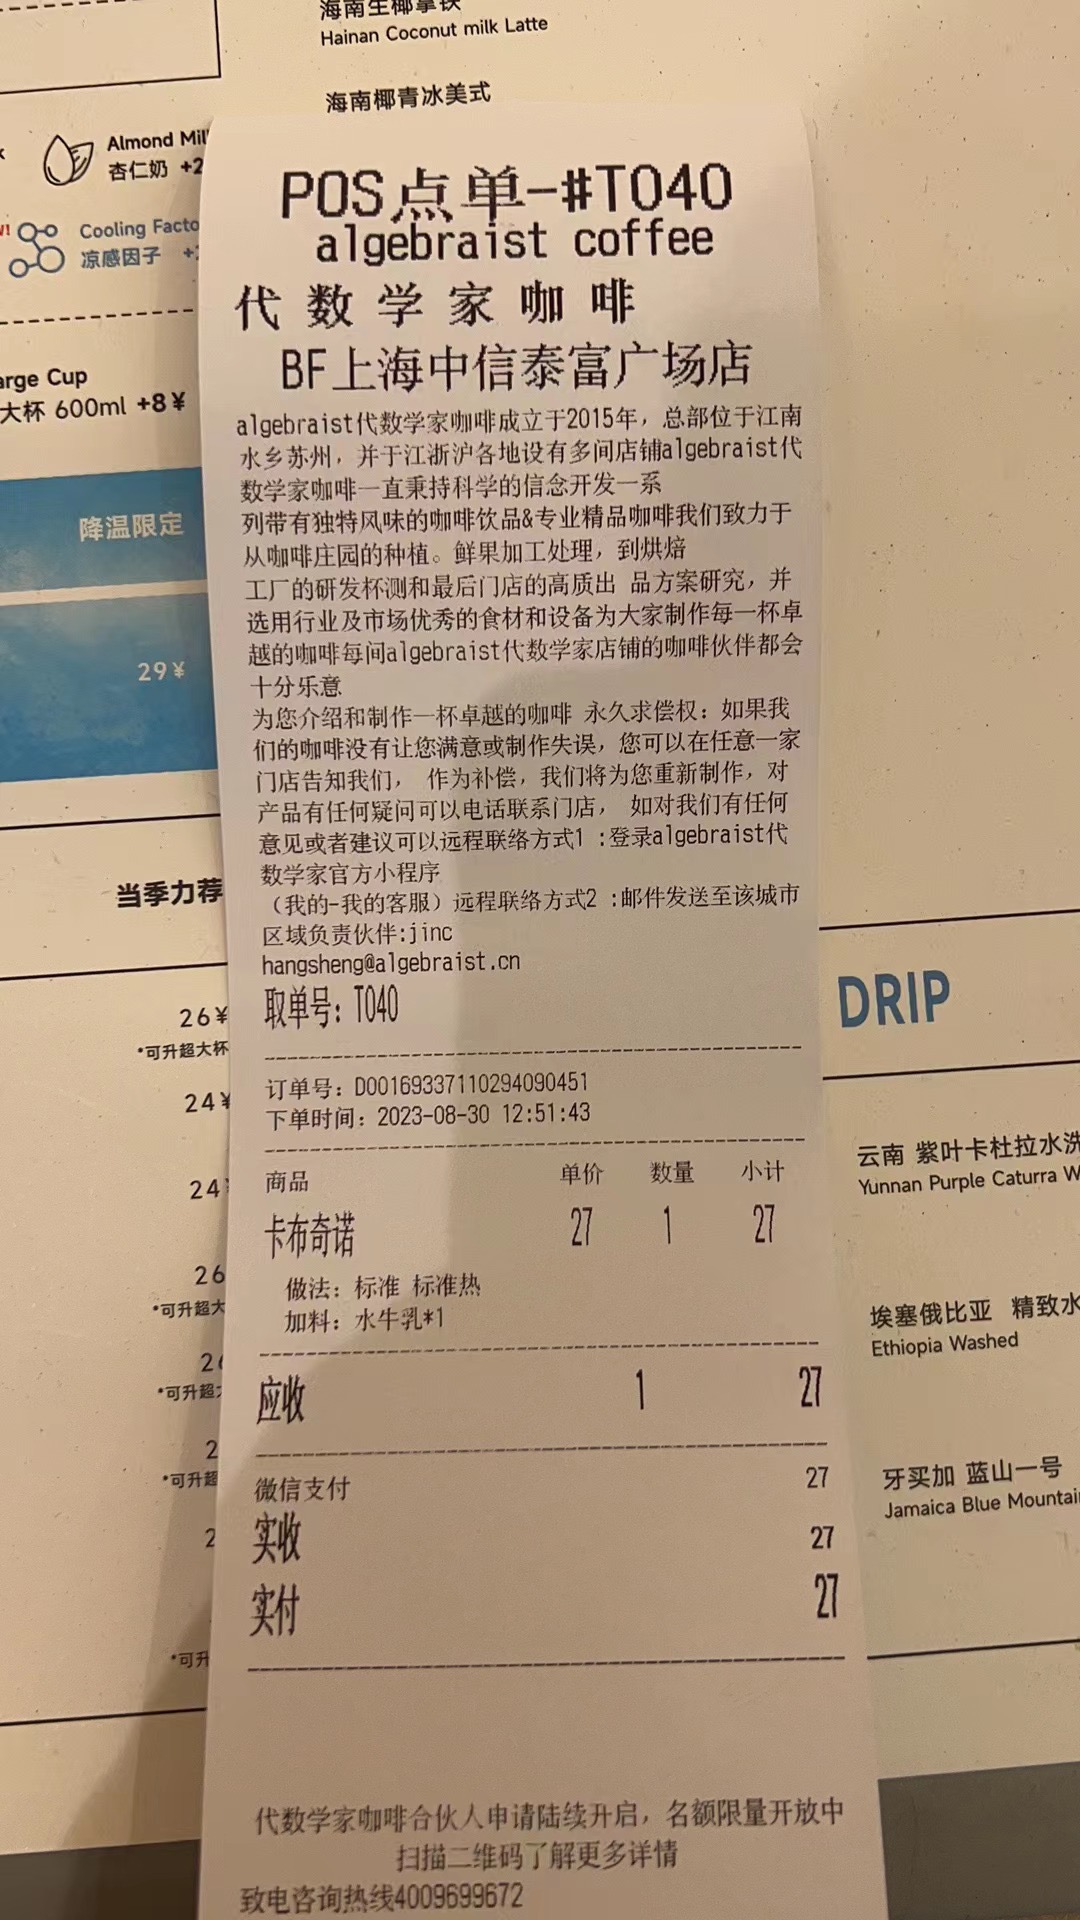 海南生椰拿铁
Hainan Coconut milk Latte
海南椰青冰美式
Almond Mil
杏仁奶 +2
Cooling Facto
凉感因子
arge Cup
大杯 600ml +8¥
降温限定
29¥
当季力荐
26¥
*可升超大杯
24¥
24
26
*可升超大
*可升超
*可升超
*可升
POS点单-#T040
algebraist coffee
代数学家咖啡
BF上海中信泰富广场店
algebraist代数学家咖啡成立于2015年，总部位于江南
水乡苏州，并于江浙沪各地设有多间店铺algebraist代
数学家咖啡一直秉持科学的信念开发一系
列带有独特风味的咖啡饮品&专业精品咖啡我们致力于
从咖啡庄园的种植。鲜果加工处理，到烘焙
工厂的研发杯测和最后门店的高质出 品方案研究，并
选用行业及市场优秀的食材和设备为大家制作每一杯卓
越的咖啡每间algebraist代数学家店铺的咖啡伙伴都会
十分乐意
为您介绍和制作一杯卓越的咖啡 永久求偿权：如果我
们的咖啡没有让您满意或制作失误，您可以在任意一家
门店告知我们， 作为补偿，我们将为您重新制作，对
产品有任何疑问可以电话联系门店， 如对我们有任何
意见或者建议可以远程联络方式1 :登录algebraist代
数学家官方小程序
（我的-我的客服）远程联络方式2 :邮件发送至该城市
区域负责伙伴:jinc
hangsheng@algebraist.cn
取单号：T040
订单号：D00169337110294090451
下单时间：2023-08-30 12:51:43
商品 单价 数量 小计
卡布奇诺 27 1 27
做法：标准 标准热
加料：水牛乳*1
应收 1 27
微信支付 27
实收 27
实付 27
代数学家咖啡合伙人申请陆续开启，名额限量开放中
扫描二维码了解更多详情
致电咨询热线4009699672
DRIP
云南 紫叶卡杜拉水洗
Yunnan Purple Caturra W
埃塞俄比亚 精致水
Ethiopia Washed
牙买加 蓝山一号
Jamaica Blue Mountai